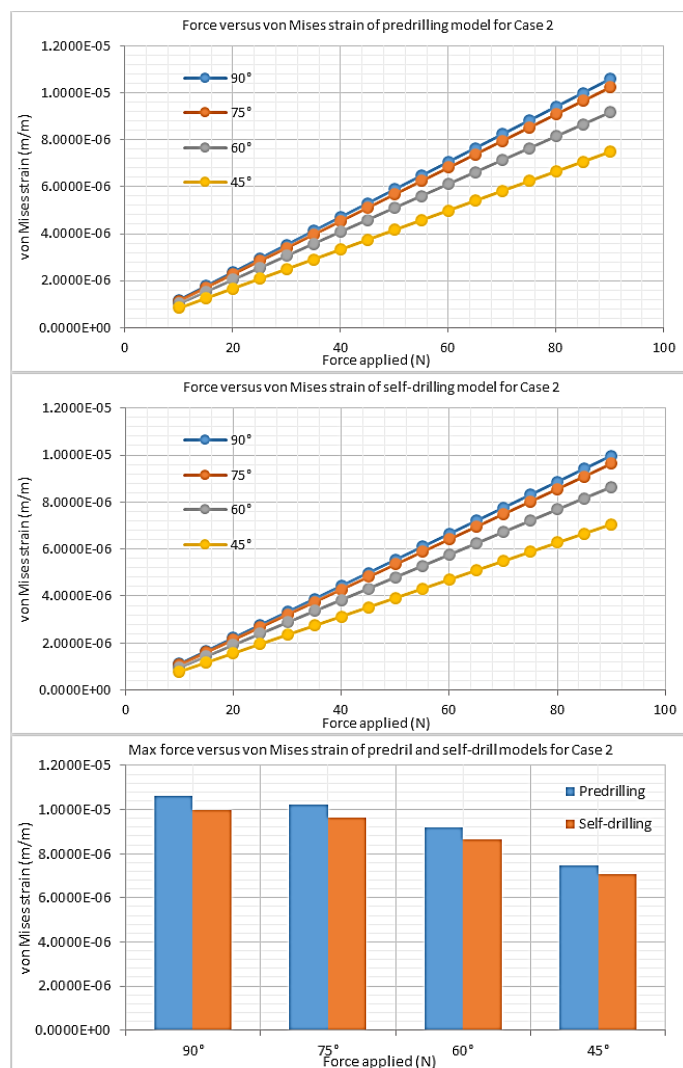 Force versus von Mises strain of predrilling model for Case 2
von Mises strain (m/m)
1.2000E-05
1.0000E-05
8.0000E-06
6.0000E-06
4.0000E-06
2.0000E-06
0.0000E+00
90°
75°
60°
45°
0 20 40 60 80 100
Force applied (N)
Force versus von Mises strain of self-drilling model for Case 2
von Mises strain (m/m)
1.2000E-05
1.0000E-05
8.0000E-06
6.0000E-06
4.0000E-06
2.0000E-06
0.0000E+00
90°
75°
60°
45°
0 20 40 60 80 100
Force applied (N)
Max force versus von Mises strain of predril and self-drill models for Case 2
von Mises strain (m/m)
1.2000E-05
1.0000E-05
8.0000E-06
6.0000E-06
4.0000E-06
2.0000E-06
0.0000E+00
Predrilling
Self-drilling
90° 75° 60° 45°
Force applied (N)